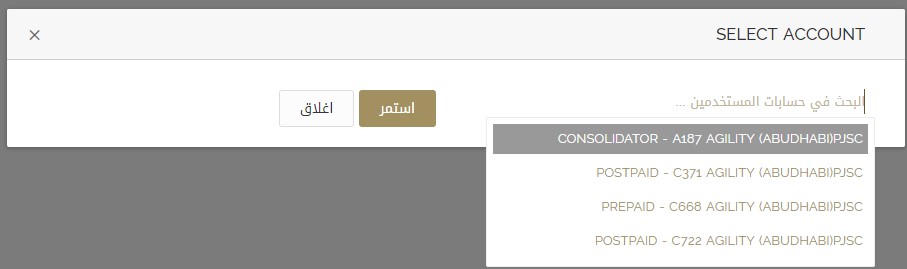 SELECT ACCOUNT
البحث في حسابات المستخدمين ...
استمر
اغلاق
CONSOLIDATOR - A187 AGILITY (ABUDHABI)PJSC
POSTPAID - C371 AGILITY (ABUDHABI)PJSC
PREPAID - C668 AGILITY (ABUDHABI)PJSC
POSTPAID - C722 AGILITY (ABUDHABI)PJSC